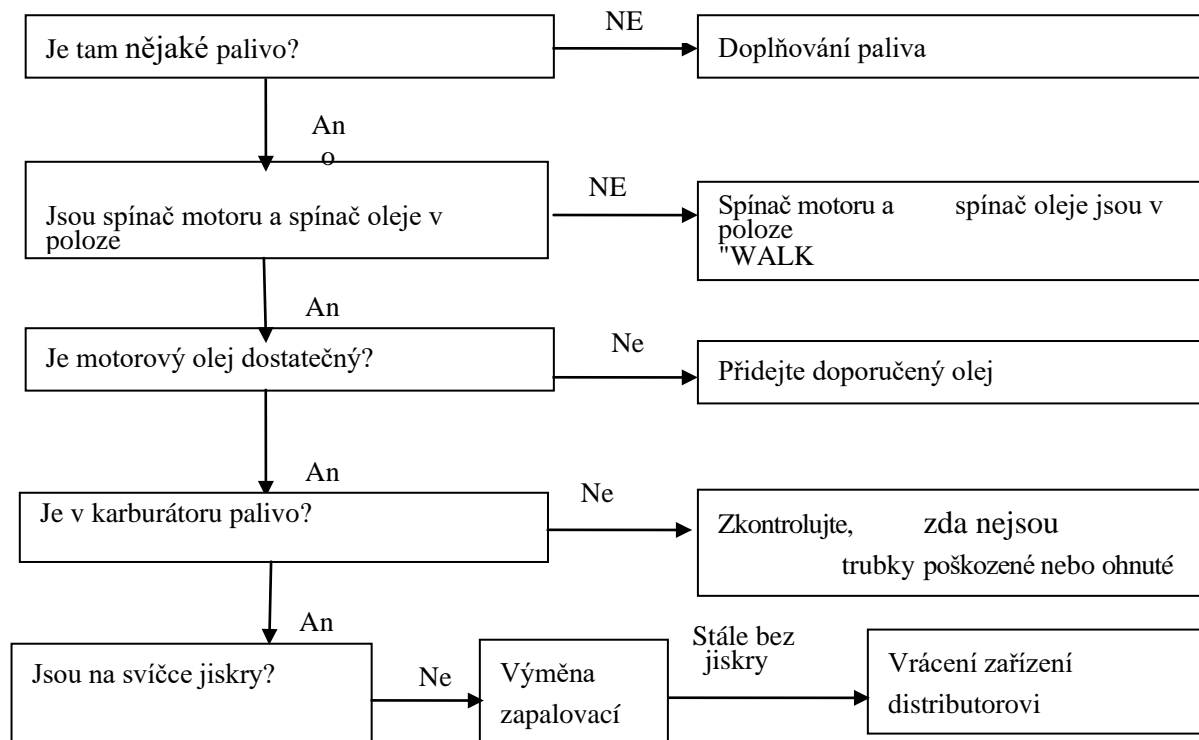 NE
Je tam nějaké palivo?
Doplňování paliva
An
o
NE
Jsou spínač motoru a spínač oleje v
poloze
Spínač motoru a spínač oleje jsou v
poloze
"WALK
An
Ne
Je motorový olej dostatečný?
Přidejte doporučený olej
An
Ne
Je v karburátoru palivo?
Zkontrolujte, zda nejsou
trubky poškozené nebo ohnuté
An
Jsou na svíčce jiskry?
Ne
Výměna
zapalovací
Stále bez
jiskry
Vrácení zařízení
distributorovi